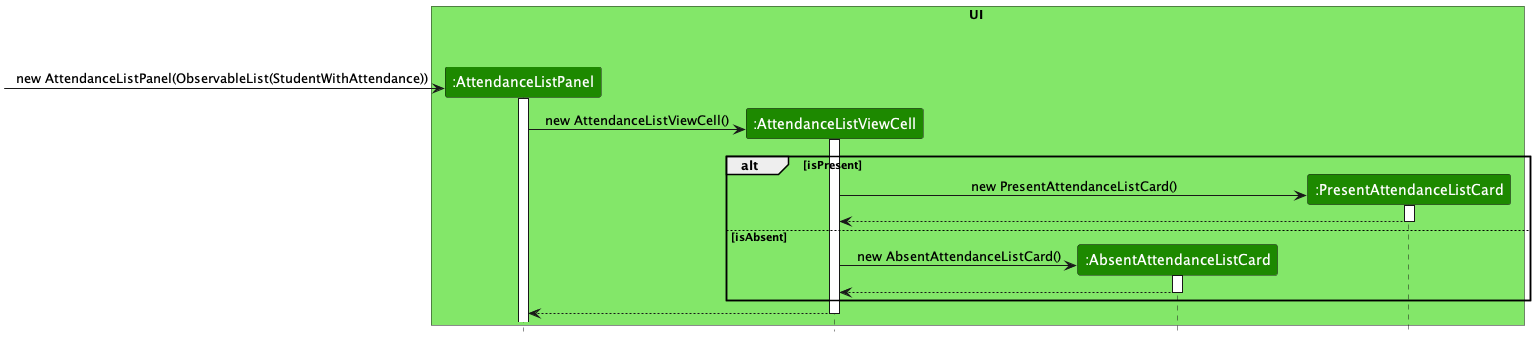 UI
new AttendanceListPanel(ObservableList(StudentWithAttendance))
:AttendanceListPanel
new AttendanceListViewCell()
:AttendanceListViewCell
alt
[isPresent]
new PresentAttendanceListCard()
:PresentAttendanceListCard
[isAbsent]
new AbsentAttendanceListCard()
:AbsentAttendanceListCard